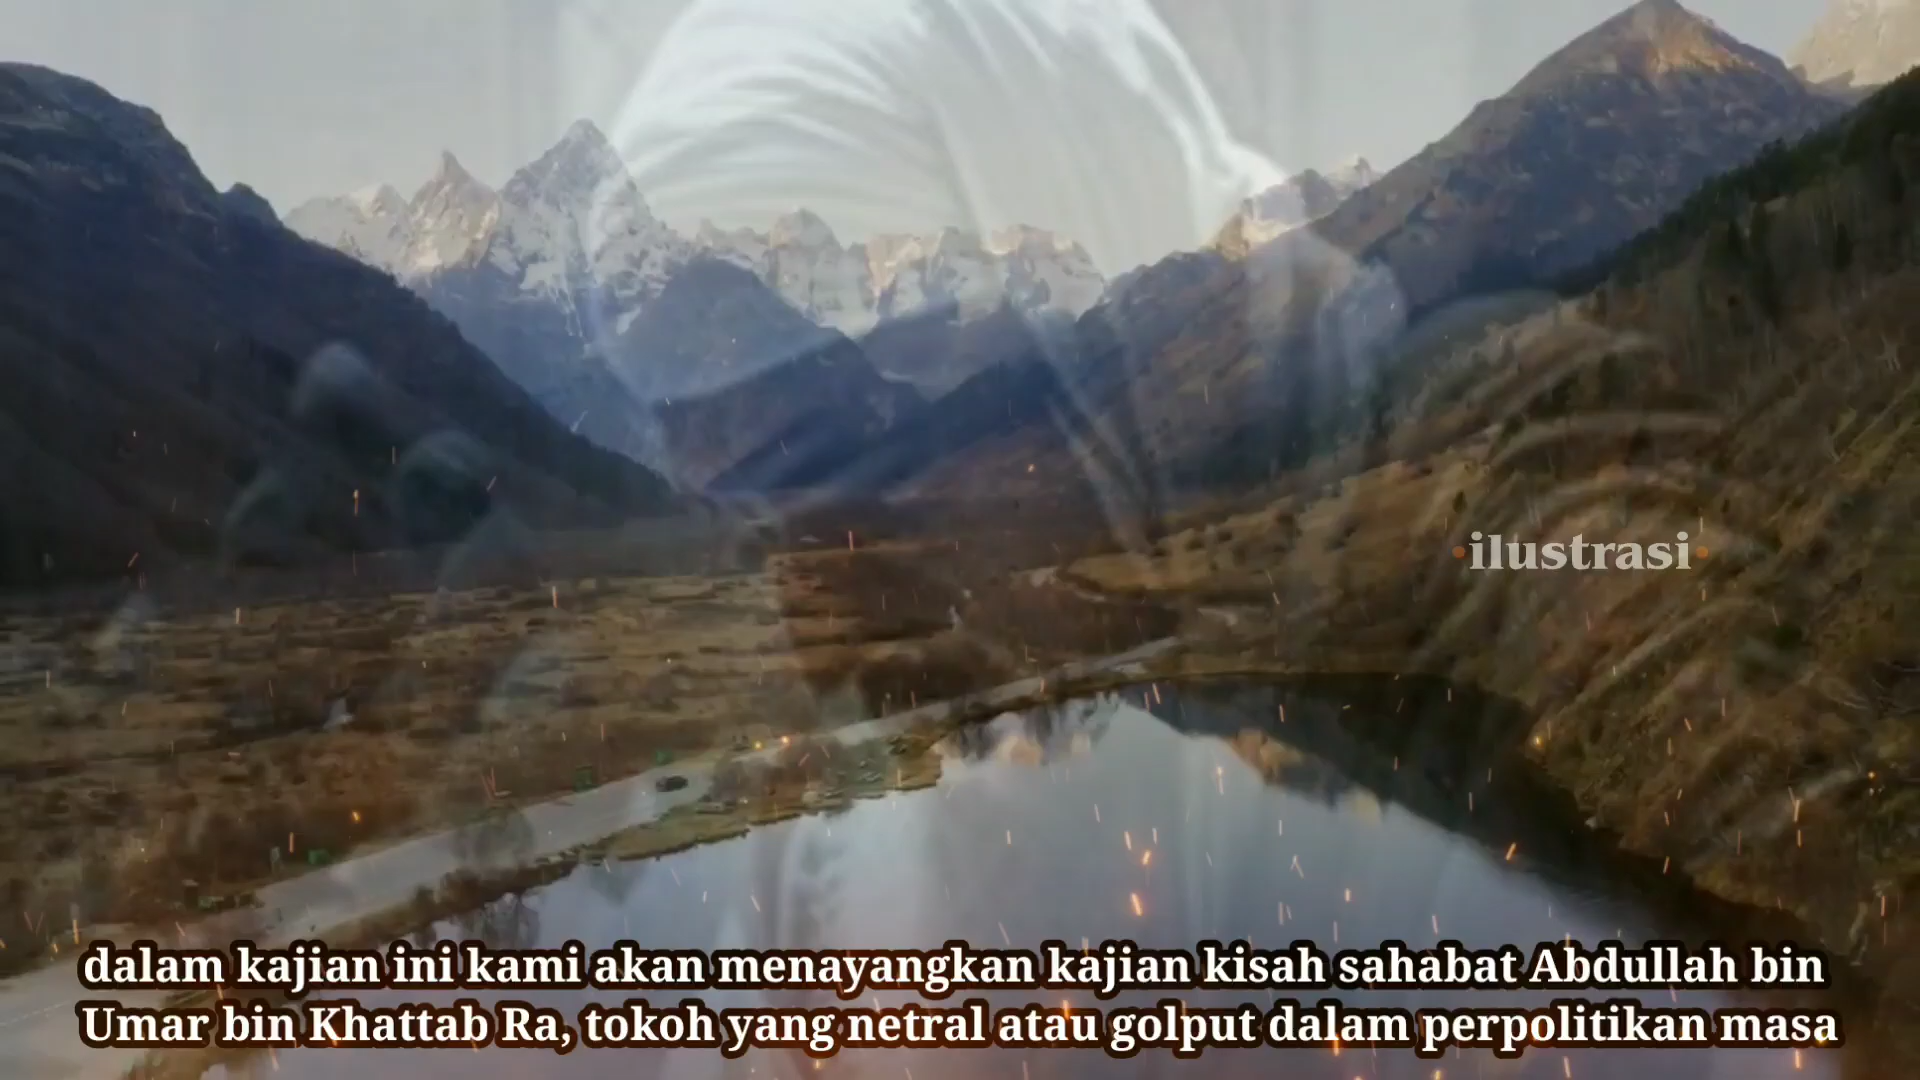 •ilustrasi•
dalam kajian ini kami akan menayangkan kajian kisah sahabat Abdullah bin
Umar bin Khattab Ra, tokoh yang netral atau golput dalam perpolitikan masa